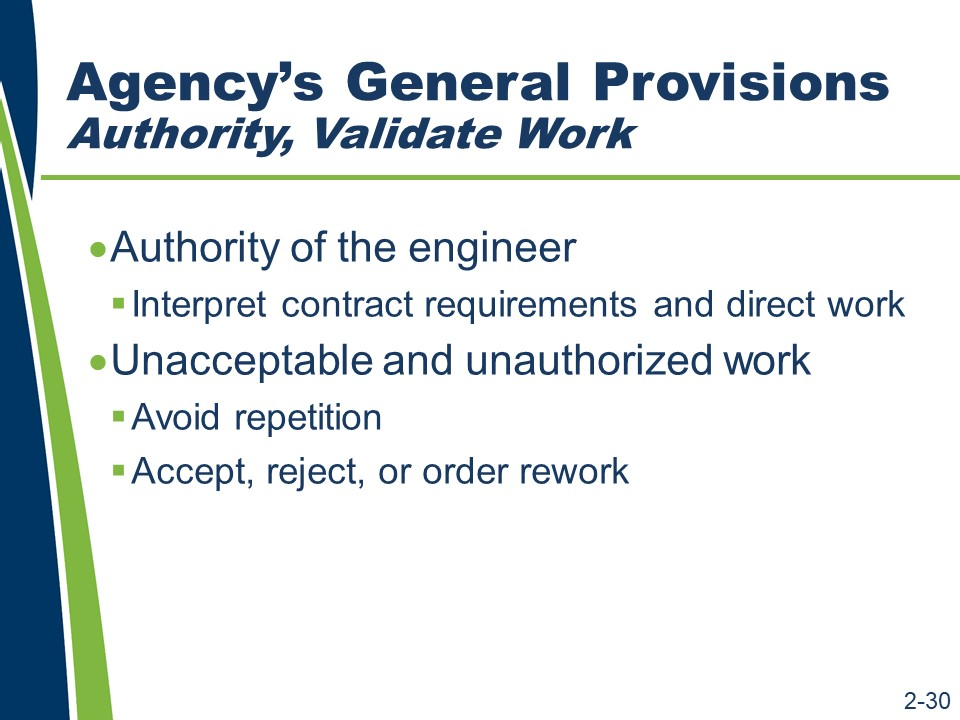 Agency’s General Provisions
Authority, Validate Work
•Authority of the engineer
▪Interpret contract requirements and direct work
•Unacceptable and unauthorized work
▪Avoid repetition
▪Accept, reject, or order rework
2-30